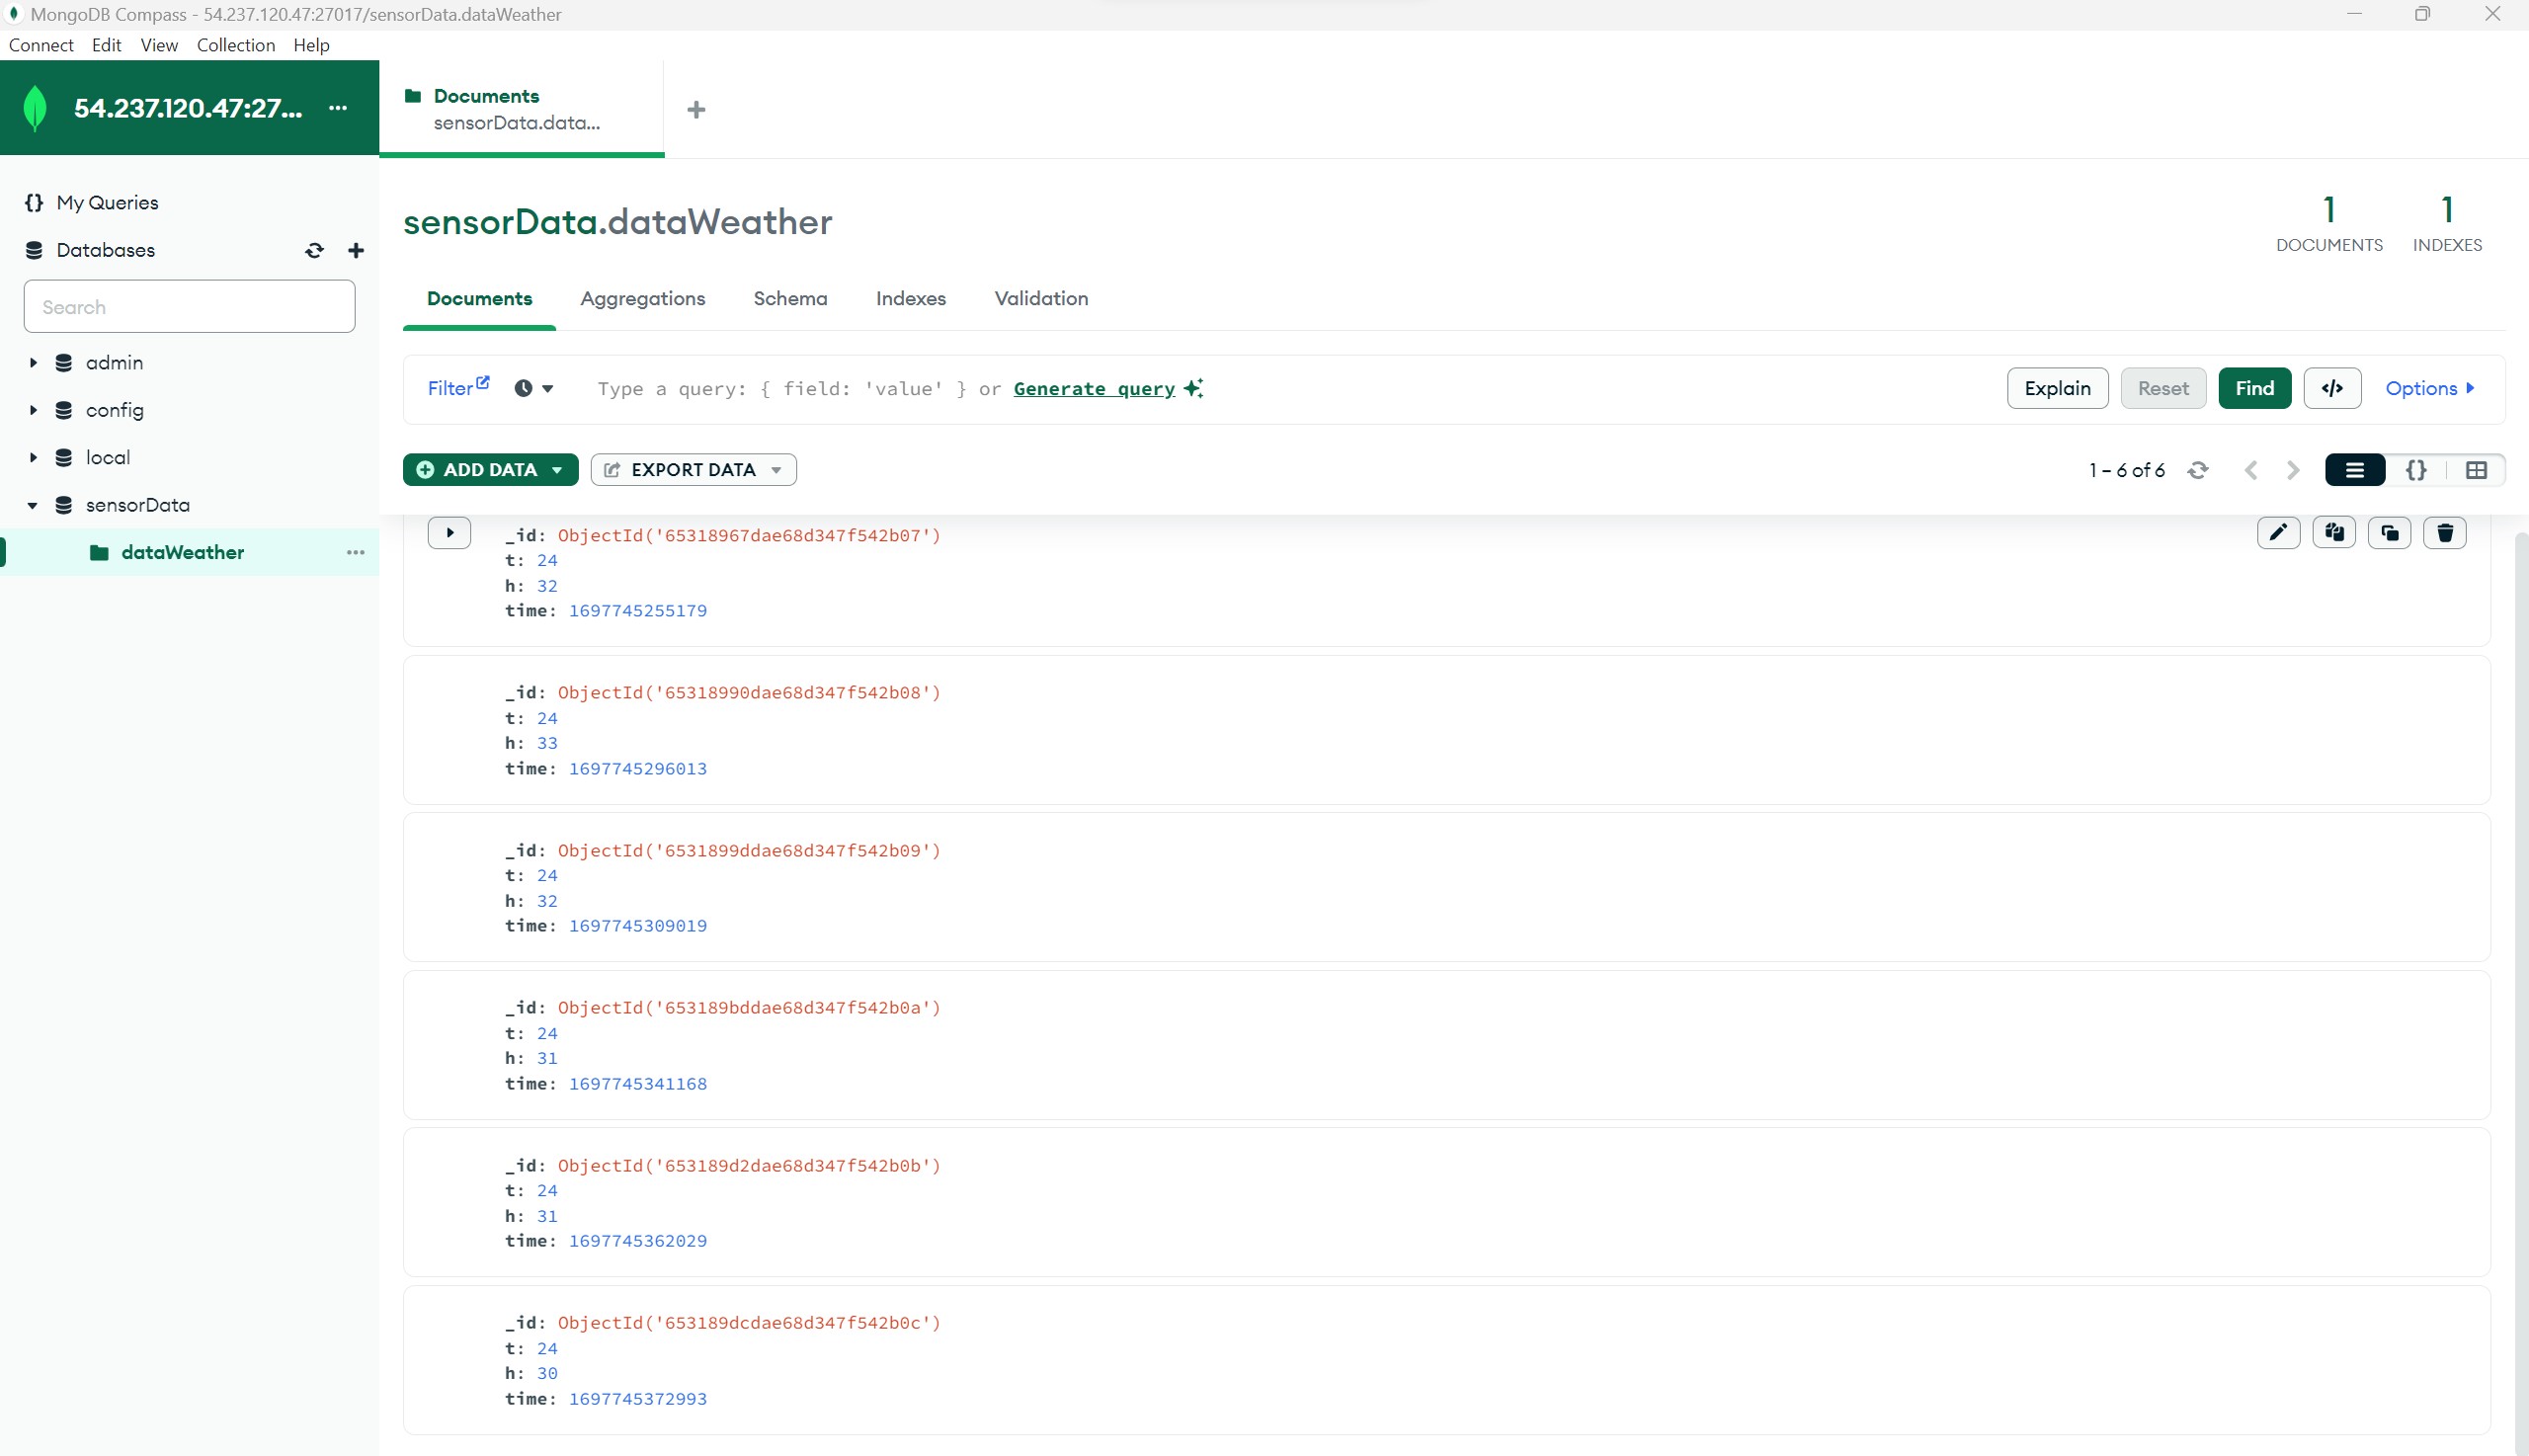 MongoDB Compass - 54.237.120.47:27017/sensorData.dataWeather
Connect Edit View Collection Help
54.237.120.47:27...
Documents
sensorData.data...
My Queries
Databases
Search
admin
config
local
sensorData
dataWeather
sensorData.dataWeather
1 DOCUMENTS
1 INDEXES
Documents Aggregations Schema Indexes Validation
Filter Type a query: { field: 'value' } or Generate query Explain Reset Find </> Options
ADD DATA EXPORT DATA 1 – 6 of 6 {}
_id: ObjectId('65318967dae68d347f542b07')
t: 24
h: 32
time: 1697745255179
_id: ObjectId('65318990dae68d347f542b08')
t: 24
h: 33
time: 1697745296013
_id: ObjectId('6531899ddae68d347f542b09')
t: 24
h: 32
time: 1697745309019
_id: ObjectId('653189bddae68d347f542b0a')
t: 24
h: 31
time: 1697745341168
_id: ObjectId('653189d2dae68d347f542b0b')
t: 24
h: 31
time: 1697745362029
_id: ObjectId('653189dcdae68d347f542b0c')
t: 24
h: 30
time: 1697745372993